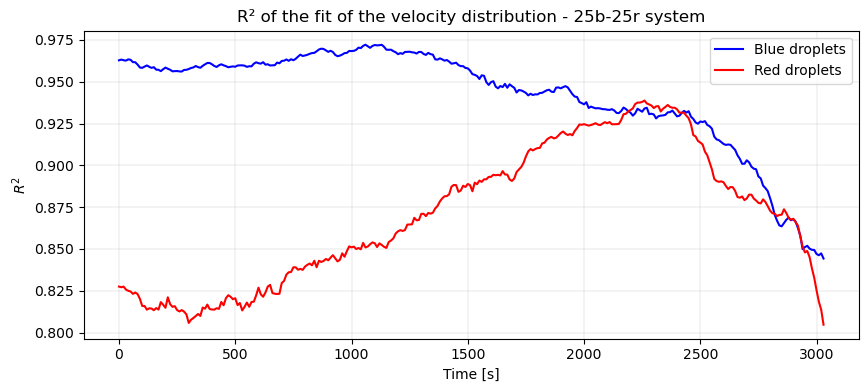 R² of the fit of the velocity distribution - 25b-25r system
Blue droplets
Red droplets
0.975
0.950
0.925
0.900
0.875
0.850
0.825
0.800
R²
0 500 1000 1500 2000 2500 3000
Time [s]